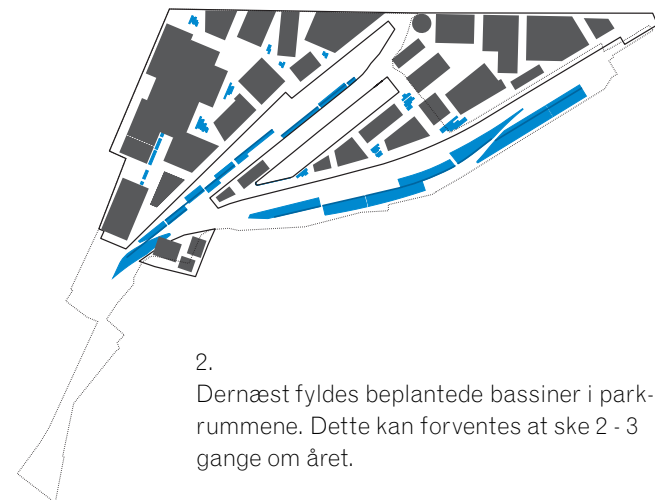 2.
Dernæst fyldes beplantede bassiner i park-
rummene. Dette kan forventes at ske 2 - 3
gange om året.